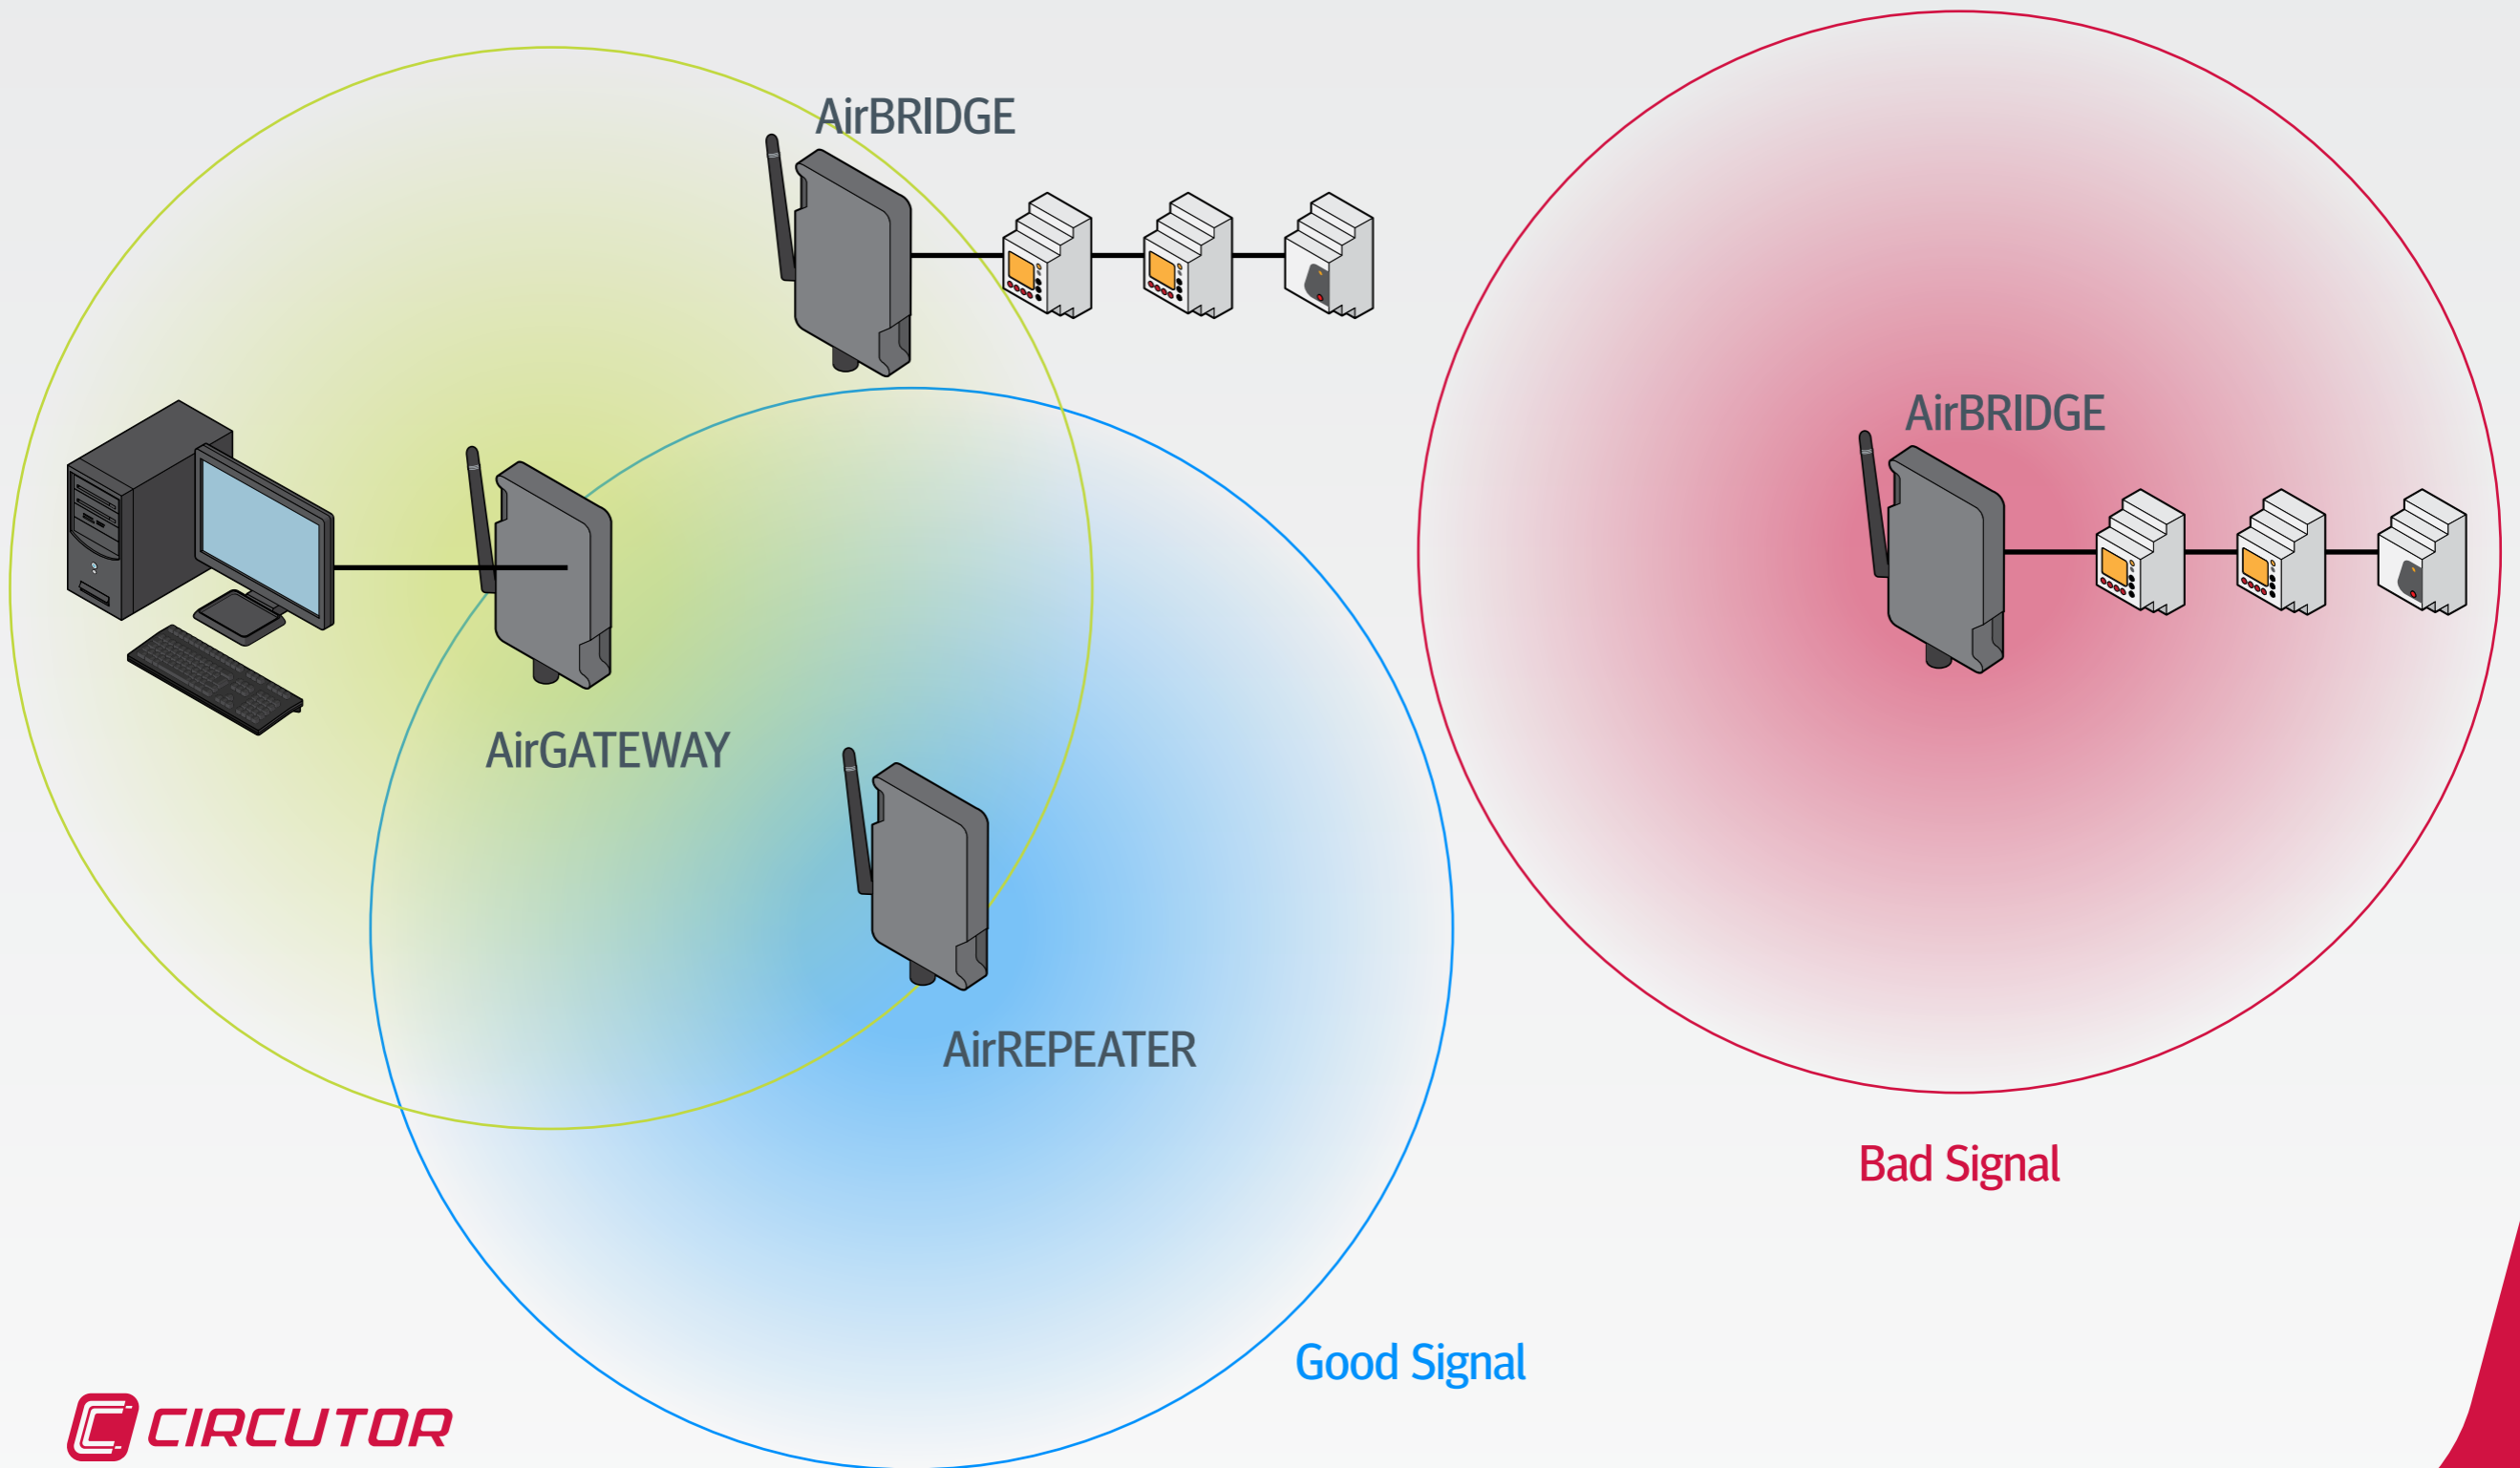 AirBRIDGE
AirBRIDGE
AirGATEWAY
AirREPEATER
Bad Signal
Good Signal
CIRCUTOR